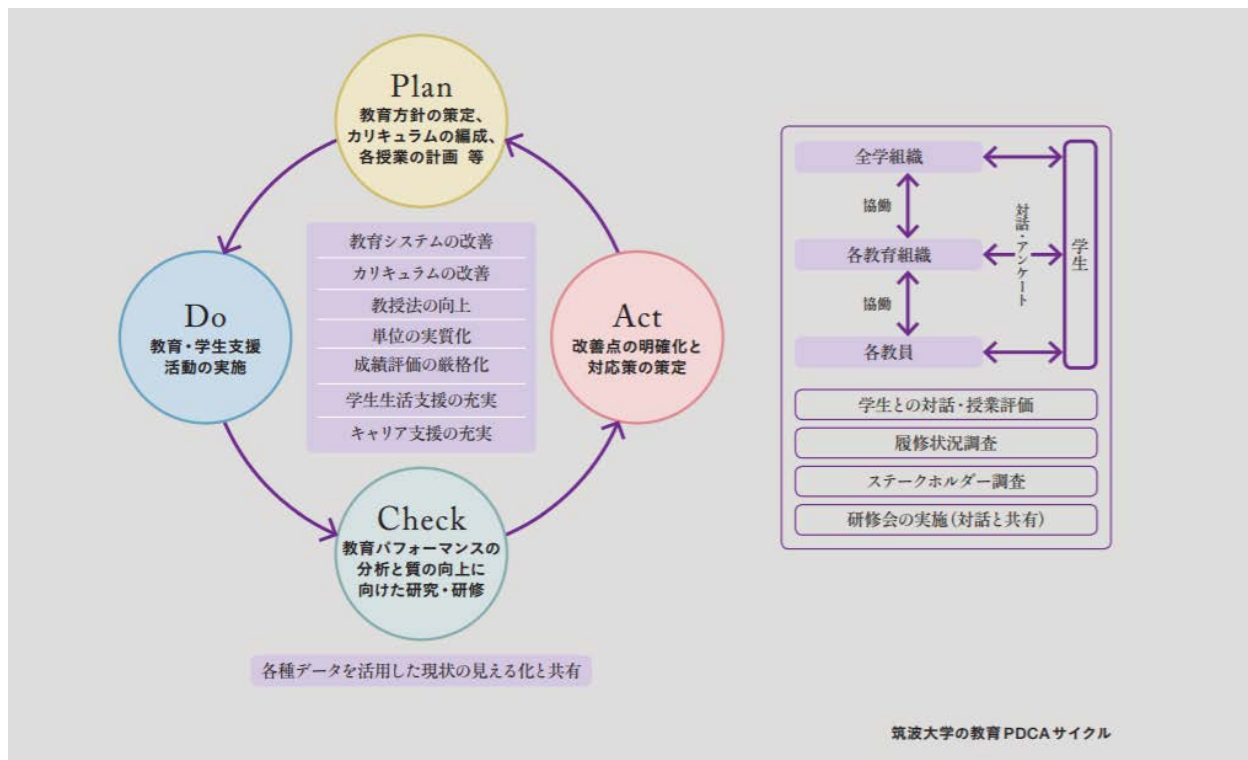 Plan
教育方針の策定、
カリキュラムの編成、
各授業の計画 等
Do
教育・学生支援
活動の実施
教育システムの改善
カリキュラムの改善
教授法の向上
単位の実質化
成績評価の厳格化
学生生活支援の充実
キャリア支援の充実
Act
改善点の明確化と
対応策の策定
Check
教育パフォーマンスの
分析と質の向上に
向けた研究・研修
各種データを活用した現状の見える化と共有
全学組織
協働
各教育組織
協働
各教員
対話・アンケート
学生
学生との対話・授業評価
履修状況調査
ステークホルダー調査
研修会の実施(対話と共有)
筑波大学の教育PDCAサイクル